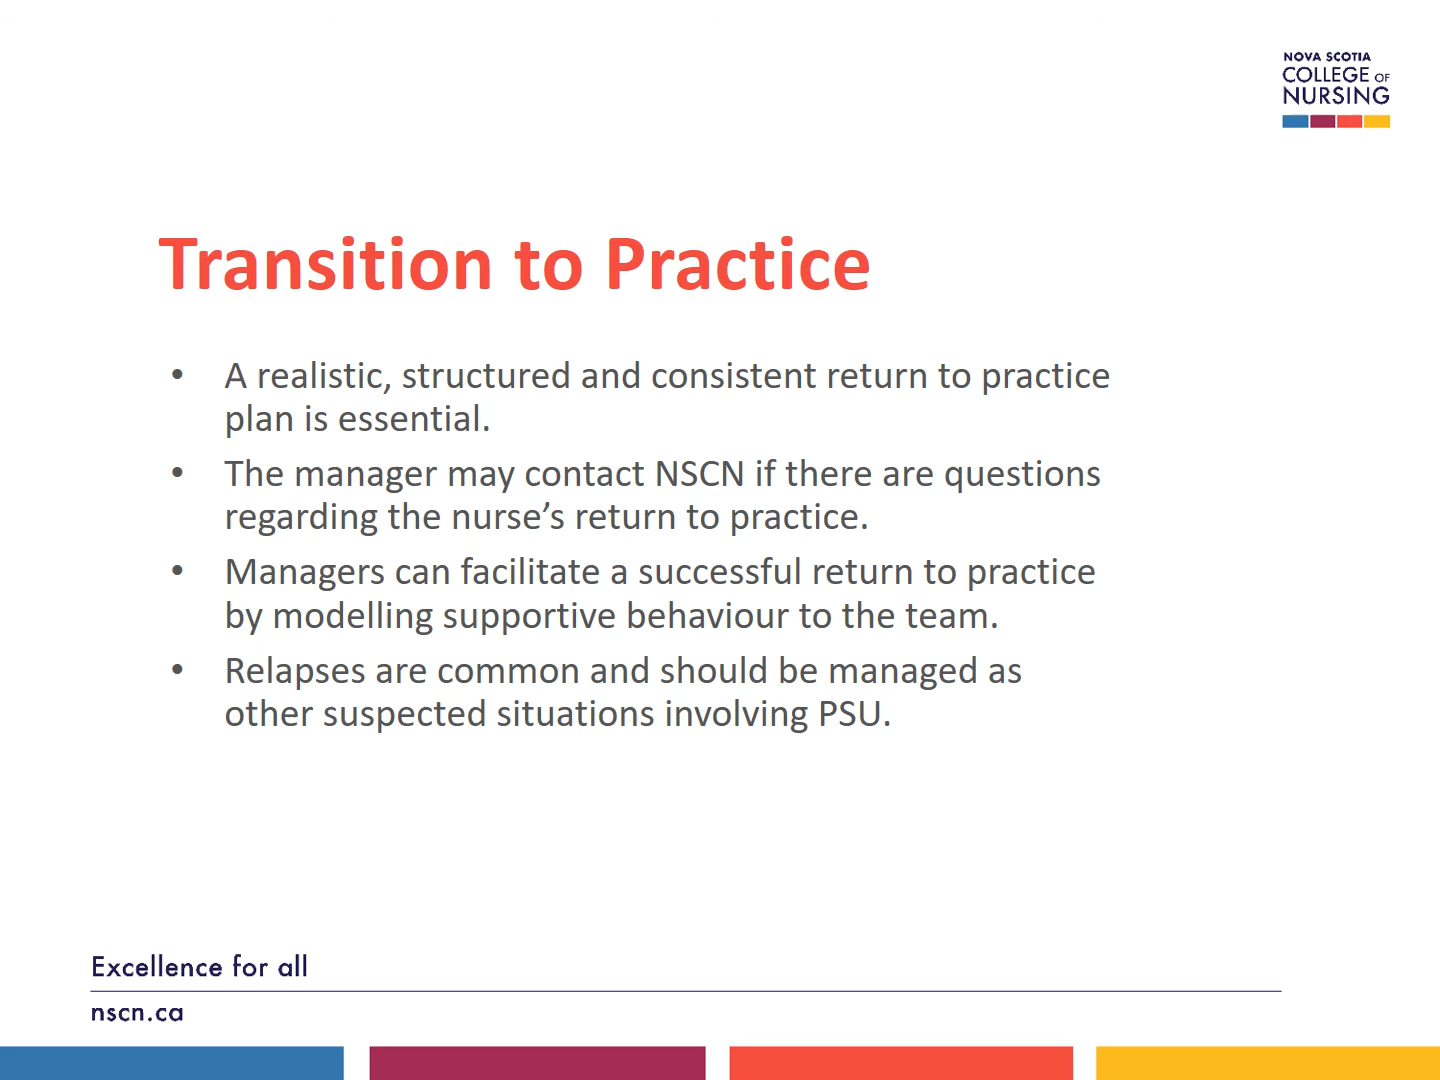 NOVA SCOTIA
COLLEGE OF
NURSING
Transition to Practice
• A realistic, structured and consistent return to practice
plan is essential.
• The manager may contact NSCN if there are questions
regarding the nurse’s return to practice.
• Managers can facilitate a successful return to practice
by modelling supportive behaviour to the team.
• Relapses are common and should be managed as
other suspected situations involving PSU.
Excellence for all
nscn.ca